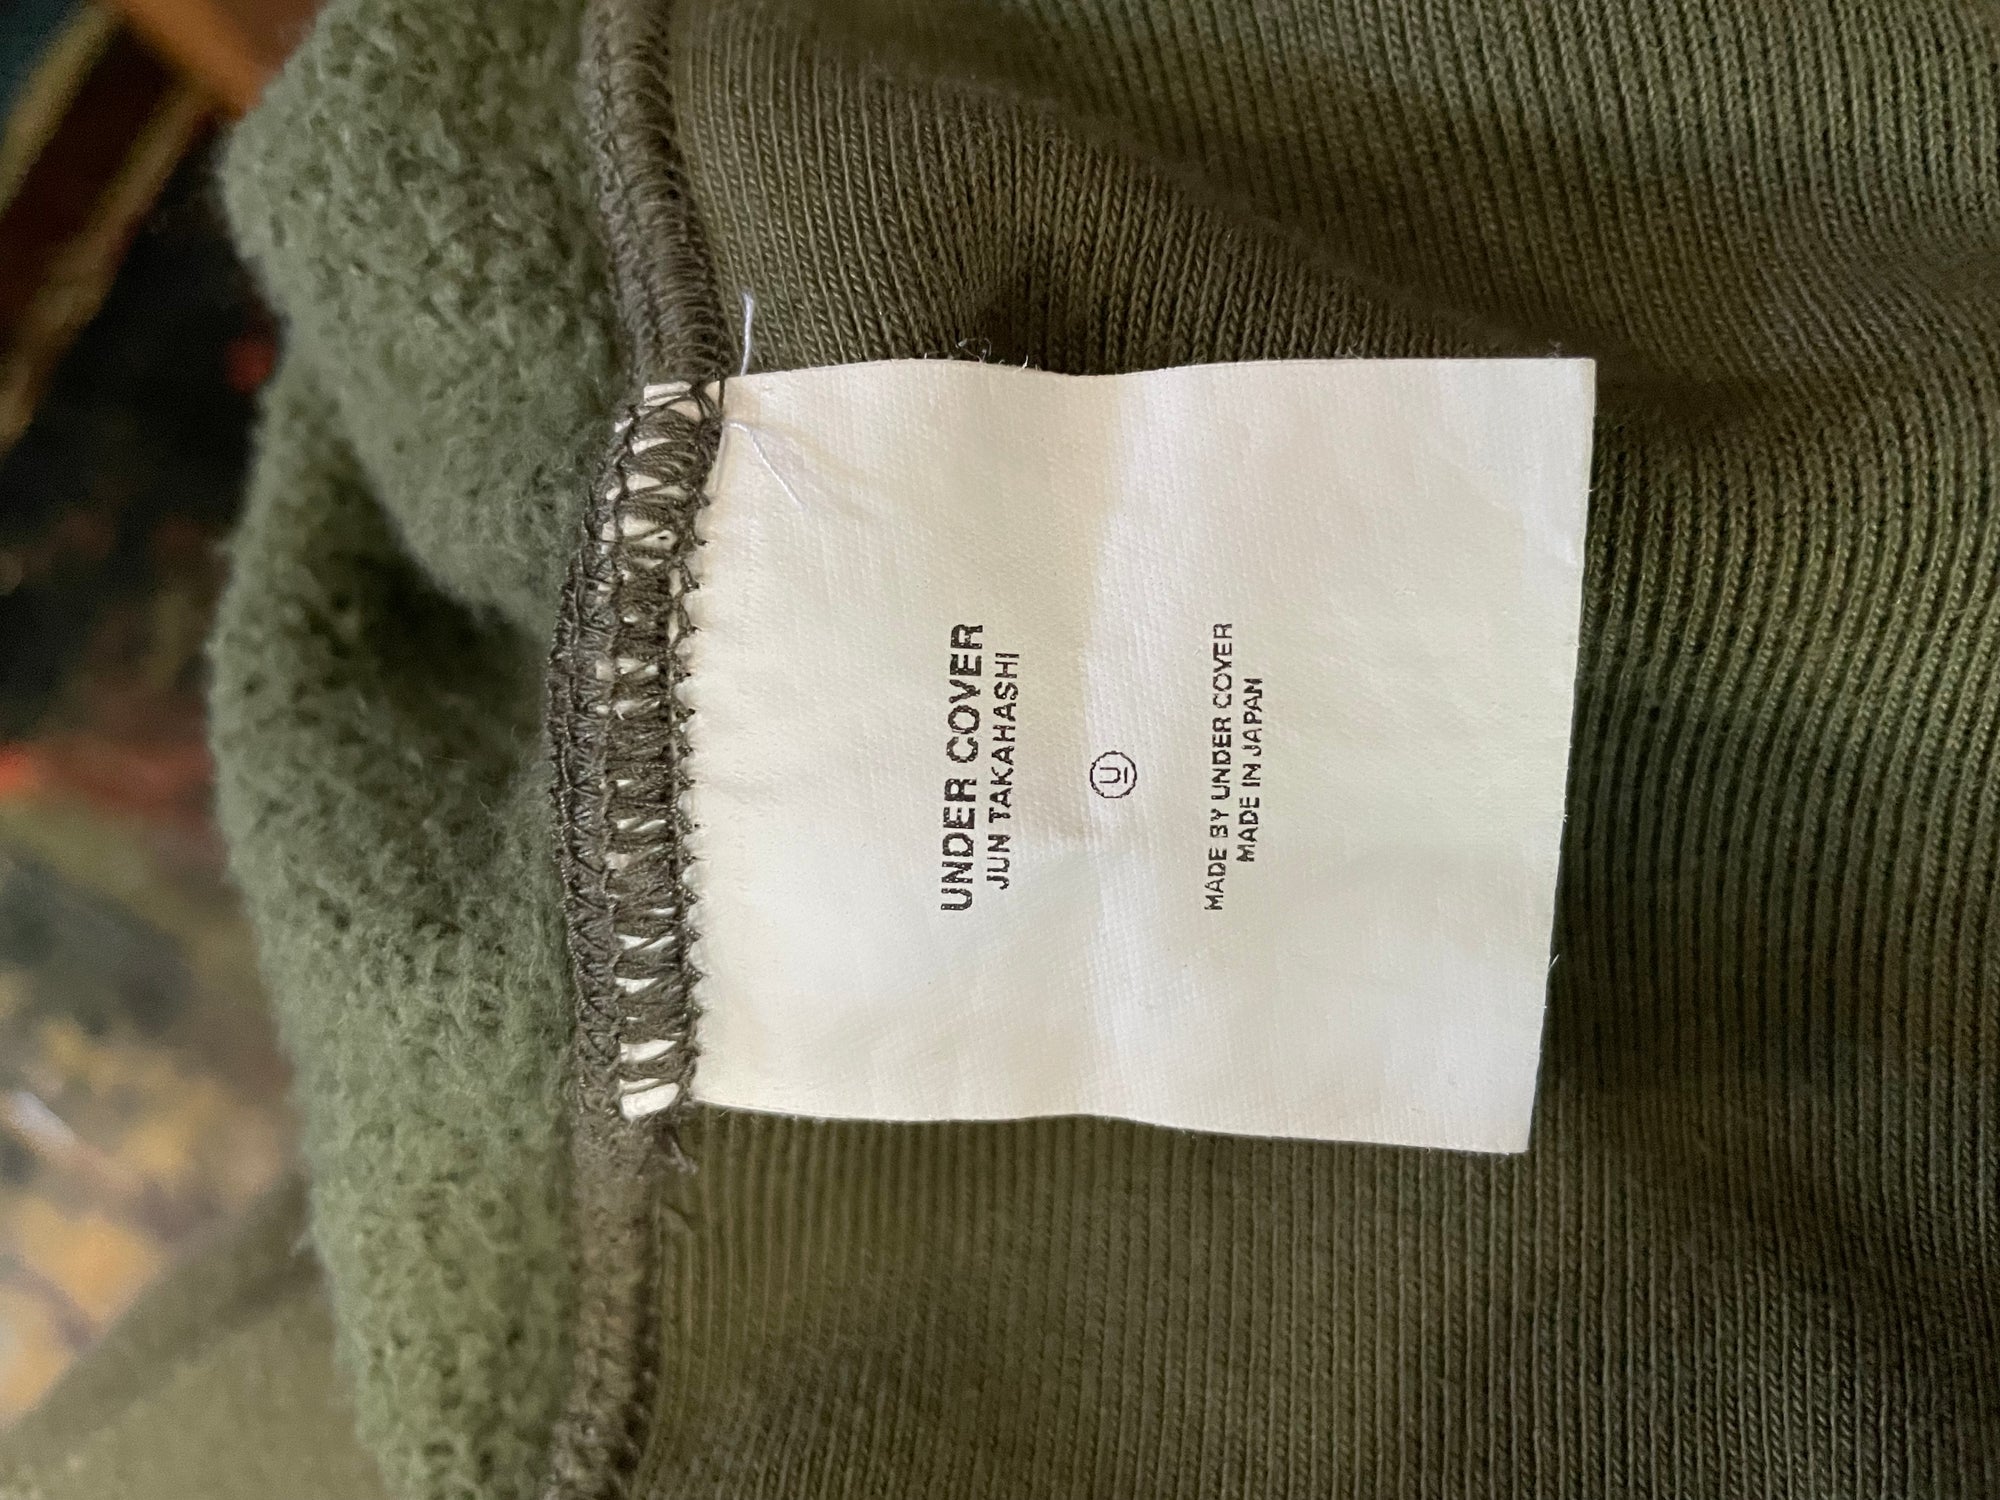 UNDER COVER
JUN TAKAHASHI
U
MADE BY UNDER COVER
MADE IN JAPAN